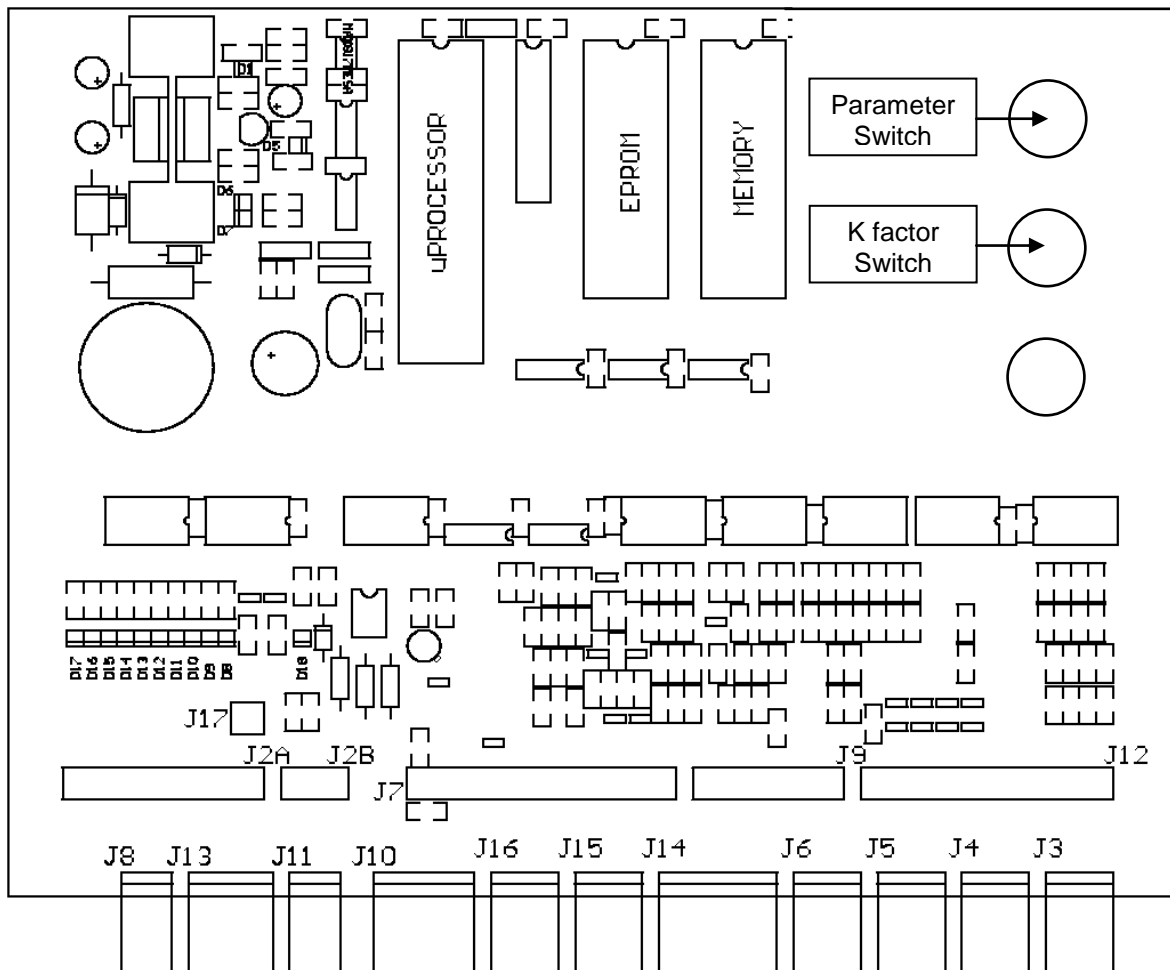 D1
D5
D6
D7
uPROCESSOR
EPROM
MEMORY
Parameter
Switch
K factor
Switch
D17
D16
D15
D14
D13
D12
D11
D10
D9
D8
D18
J17
J2A
J2B
J7
J9
J12
J8
J13
J11
J10
J16
J15
J14
J6
J5
J4
J3